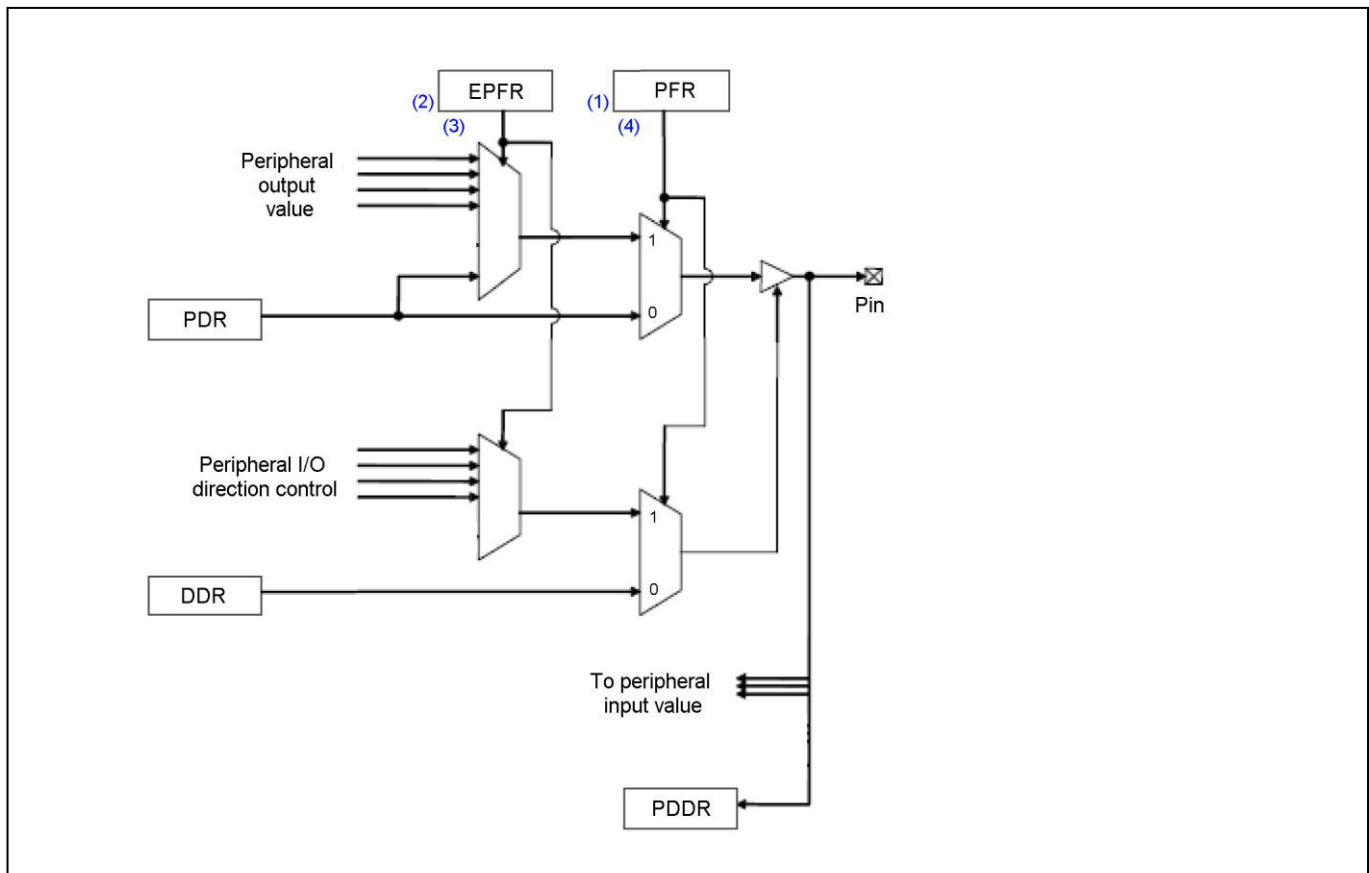 EPFR
PFR
(2)
(1)
(3)
(4)
Peripheral
output
value
1
0
PDR
Pin
Peripheral I/O
direction control
1
0
DDR
To peripheral
input value
PDDR